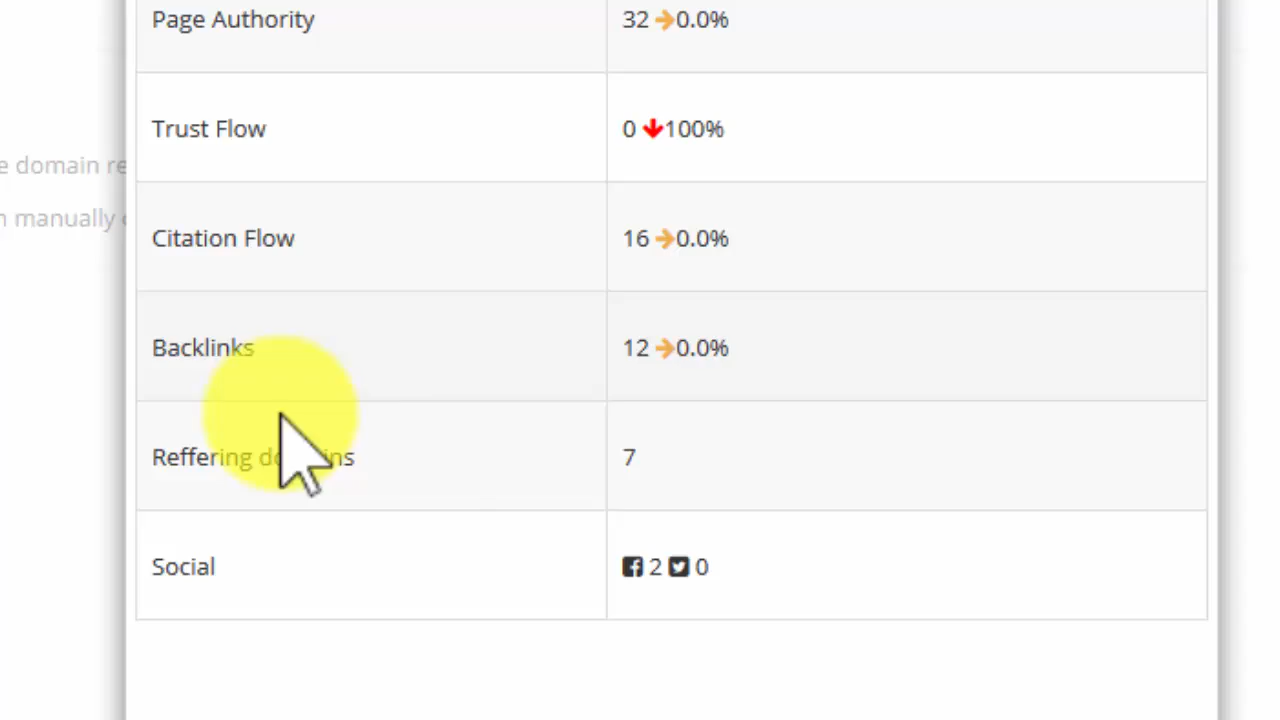 Page Authority 32 0.0%
Trust Flow 0 100%
e domain re
n manually
Citation Flow 16 0.0%
Backlinks 12 0.0%
Reffering domains 7
Social 2 0